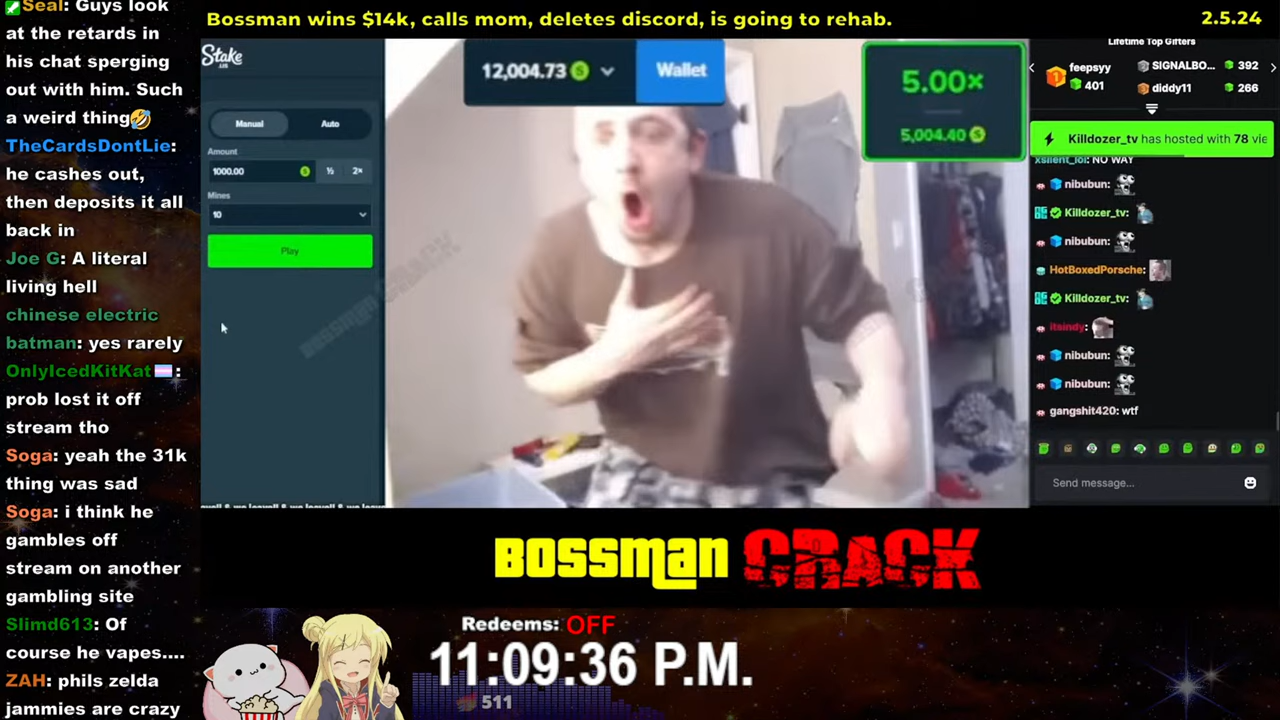 Bossman wins $14k, calls mom, deletes discord, is going to rehab.
2.5.24
Seal: Guys look
at the retards in
his chat sperging
out with him. Such
a weird thing🤣
TheCardsDontLie:
he cashes out,
then deposits it all
back in
Joe G: A literal
living hell
chinese electric
batman: yes rarely
OnlyIcedKitKat:
prob lost it off
stream tho
Soga: yeah the 31k
thing was sad
Soga: i think he
gambles off
stream on another
gambling site
Slimd613: Of
course he vapes....
ZAH: phils zelda
jammies are crazy
Stake
.US
Manual
Auto
Amount
1000.00
½
2×
Mines
10
Play
12,004.73
Wallet
5.00×
5,004.40
Lifetime Top Gifters
feepsyy
401
SIGNALBO...
392
diddy11
266
Killdozer_tv has hosted with 78 vie
xsilent_lol: NO WAY
nibubun:
Killdozer_tv:
nibubun:
HotBoxedPorsche:
Killdozer_tv:
itsindy:
nibubun:
nibubun:
gangshit420: wtf
Send message...
BOSSMAN CRACK
Redeems: OFF
11:09:36 P.M.
511